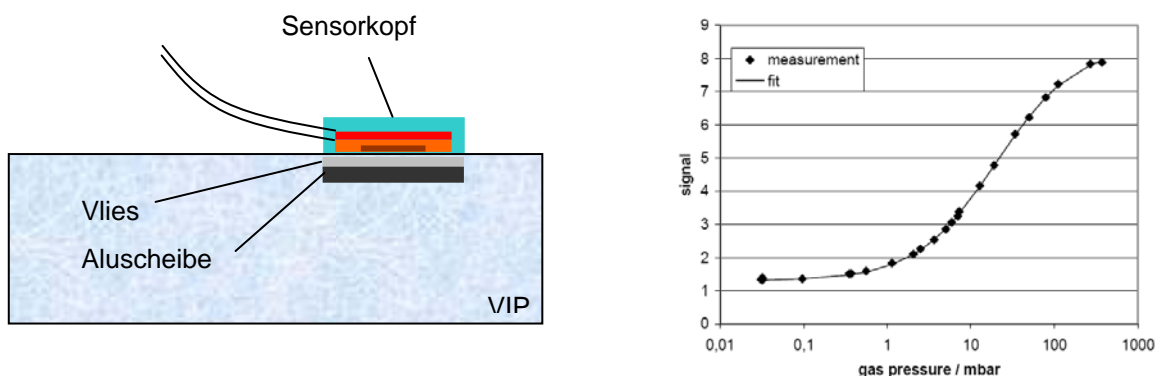 Sensorkopf
Vlies
Aluscheibe
VIP
9
8
7
6
5
4
3
2
1
0
signal
measurement
fit
0,01 0,1 1 10 100 1000
gas pressure / mbar